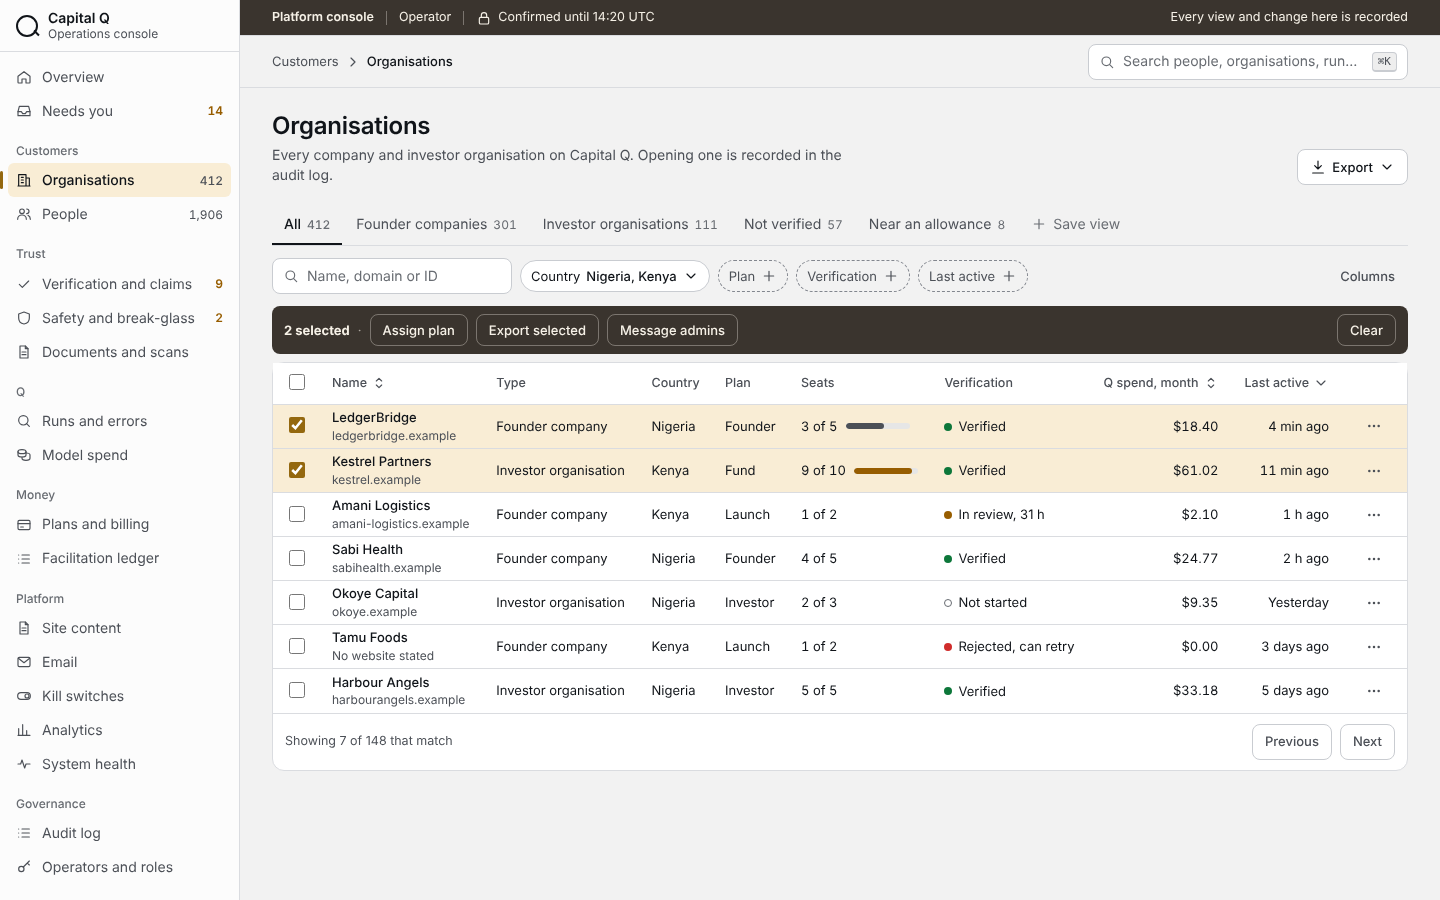 Capital Q
Operations console
Overview
Needs you 14
Customers
Organisations 412
People 1,906
Trust
Verification and claims 9
Safety and break-glass 2
Documents and scans
Q
Runs and errors
Model spend
Money
Plans and billing
Facilitation ledger
Platform
Site content
Email
Kill switches
Analytics
System health
Governance
Audit log
Operators and roles
Platform console Operator Confirmed until 14:20 UTC Every view and change here is recorded
Customers Organisations Search people, organisations, run... ⌘K
Organisations
Every company and investor organisation on Capital Q. Opening one is recorded in the
audit log.
Export
All 412 Founder companies 301 Investor organisations 111 Not verified 57 Near an allowance 8 + Save view
Name, domain or ID Country Nigeria, Kenya Plan + Verification + Last active + Columns
2 selected · Assign plan Export selected Message admins Clear
Name Type Country Plan Seats Verification Q spend, month Last active
LedgerBridge
ledgerbridge.example Founder company Nigeria Founder 3 of 5 Verified $18.40 4 min ago ...
Kestrel Partners
kestrel.example Investor organisation Kenya Fund 9 of 10 Verified $61.02 11 min ago ...
Amani Logistics
amani-logistics.example Founder company Kenya Launch 1 of 2 In review, 31 h $2.10 1 h ago ...
Sabi Health
sabihealth.example Founder company Nigeria Founder 4 of 5 Verified $24.77 2 h ago ...
Okoye Capital
okoye.example Investor organisation Nigeria Investor 2 of 3 Not started $9.35 Yesterday ...
Tamu Foods
No website stated Founder company Kenya Launch 1 of 2 Rejected, can retry $0.00 3 days ago ...
Harbour Angels
harbourangels.example Investor organisation Nigeria Investor 5 of 5 Verified $33.18 5 days ago ...
Showing 7 of 148 that match Previous Next